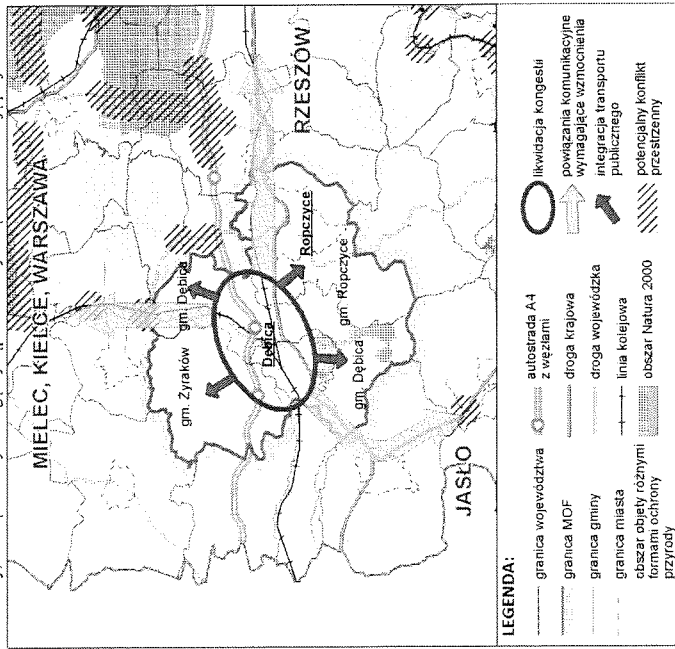 MIELEC, KIELCE, WARSZAWA
gm. Żyraków
gm. Dębica
Dębica
Ropczyce
gm. Ropczyce
gm. Dębica
RZESZÓW
JASŁO
LEGENDA:
granica województwa
granica MOF
granica gminy
granica miasta
obszar objęty różnymi
formami ochrony
przyrody
autostrada A4
z węzłami
droga krajowa
droga wojewódzka
linia kolejowa
obszar Natura 2000
likwidacja kongestii
powiązania komunikacyjne
wymagające wzmocnienia
integracja transportu
publicznego
potencjalny konflikt
przestrzenny